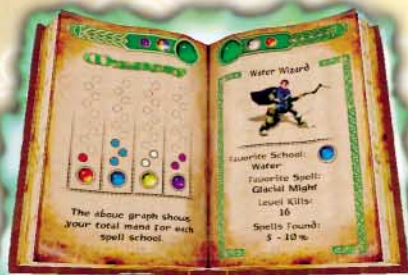 The above graph shows
your total mana for each
spell school.
Water Wizard
Favorite School:
Water
Favorite Spell:
Glacial Might
Level Kills:
16
Spells Found:
5 - 10 %